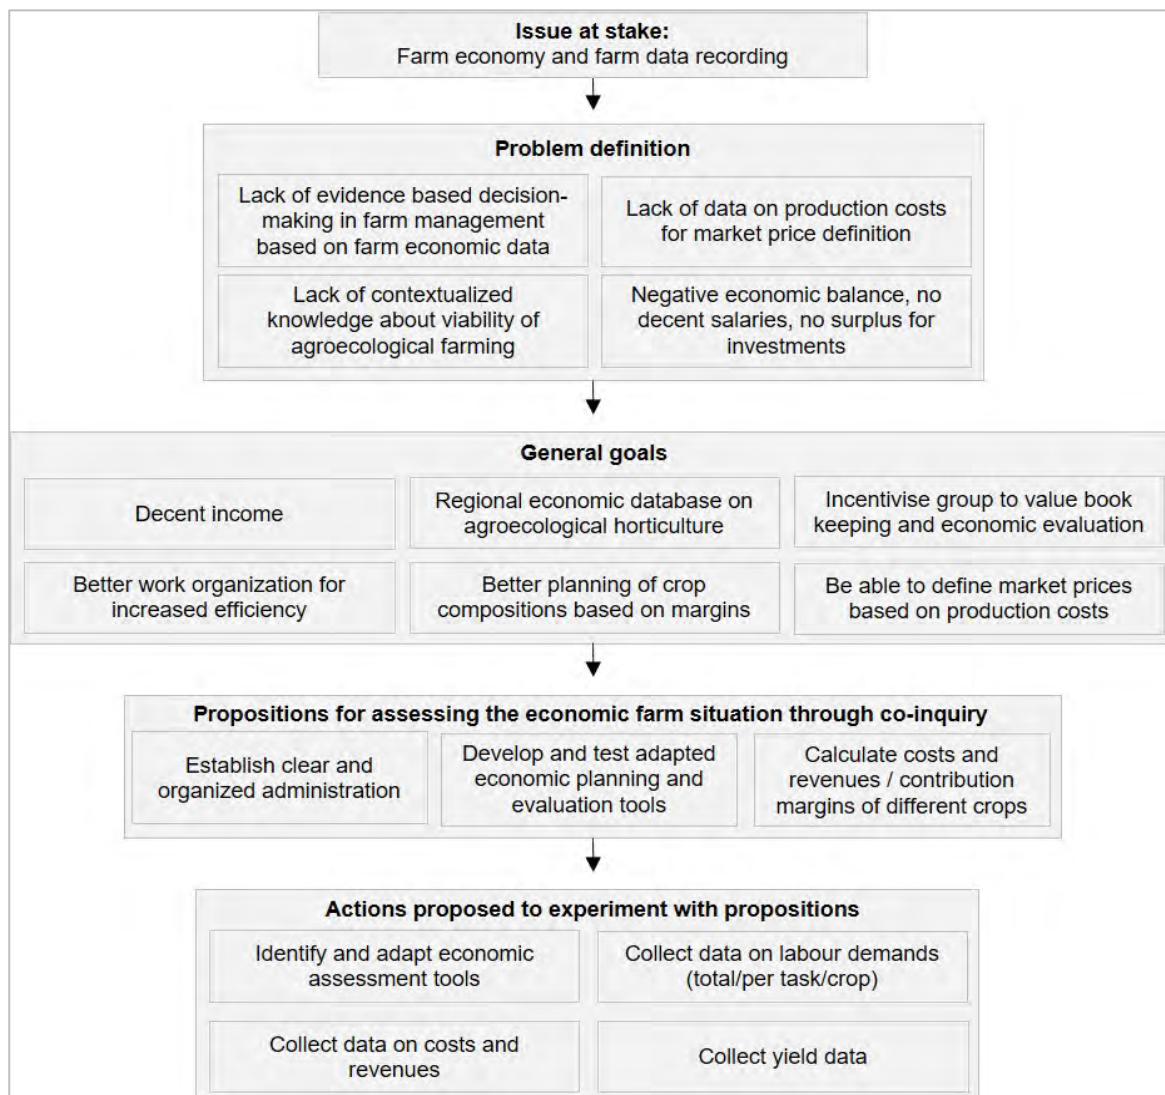 Issue at stake:
Farm economy and farm data recording
Problem definition
Lack of evidence based decision-
making in farm management
based on farm economic data
Lack of data on production costs
for market price definition
Lack of contextualized
knowledge about viability of
agroecological farming
Negative economic balance, no
decent salaries, no surplus for
investments
General goals
Decent income
Regional economic database on
agroecological horticulture
Incentivise group to value book
keeping and economic evaluation
Better work organization for
increased efficiency
Better planning of crop
compositions based on margins
Be able to define market prices
based on production costs
Propositions for assessing the economic farm situation through co-inquiry
Establish clear and
organized administration
Develop and test adapted
economic planning and
evaluation tools
Calculate costs and
revenues / contribution
margins of different crops
Actions proposed to experiment with propositions
Identify and adapt economic
assessment tools
Collect data on labour demands
(total/per task/crop)
Collect data on costs and
revenues
Collect yield data